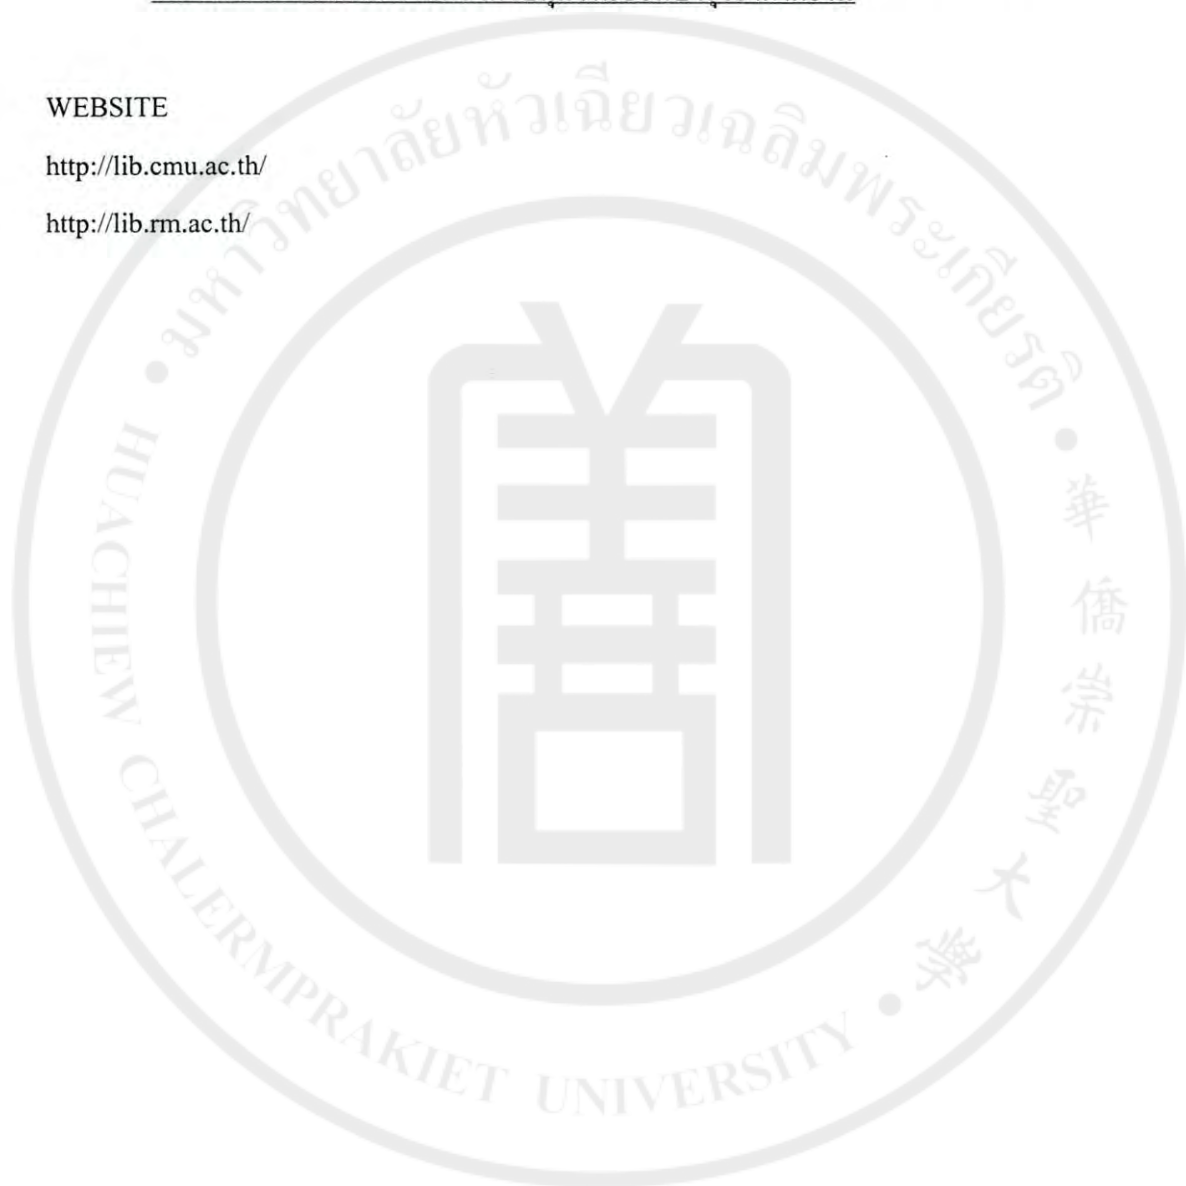 WEBSITE
http://lib.cmu.ac.th/
http://lib.rm.ac.th/
มหาวิทยาลัยหัวเฉียวเฉลิมพระเกียรติ
華僑崇聖大學
HUACHIEW CHALERMPRAKIET UNIVERSITY